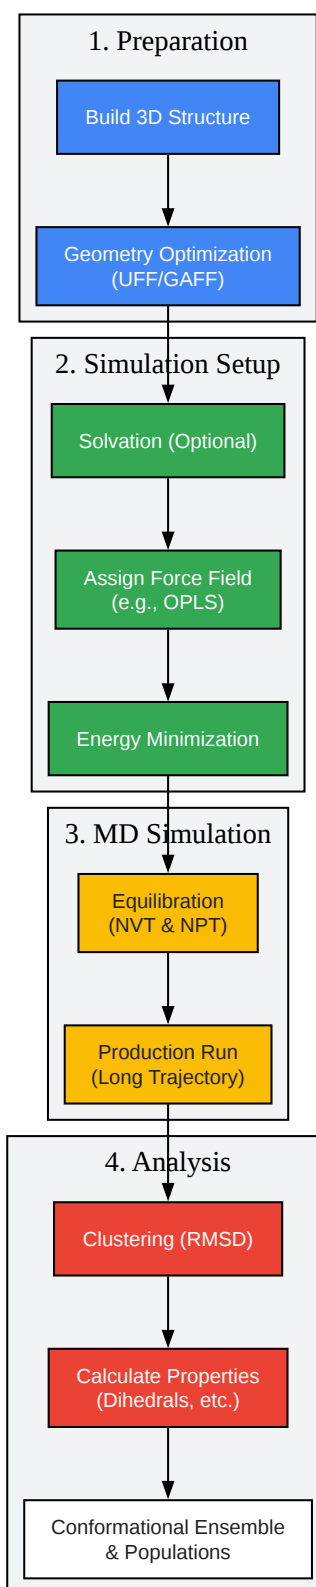 1. Preparation
Build 3D Structure
Geometry Optimization
(UFF/GAFF)
2. Simulation Setup
Solvation (Optional)
Assign Force Field
(e.g., OPLS)
Energy Minimization
3. MD Simulation
Equilibration
(NVT & NPT)
Production Run
(Long Trajectory)
4. Analysis
Clustering (RMSD)
Calculate Properties
(Dihedrals, etc.)
Conformational Ensemble
& Populations